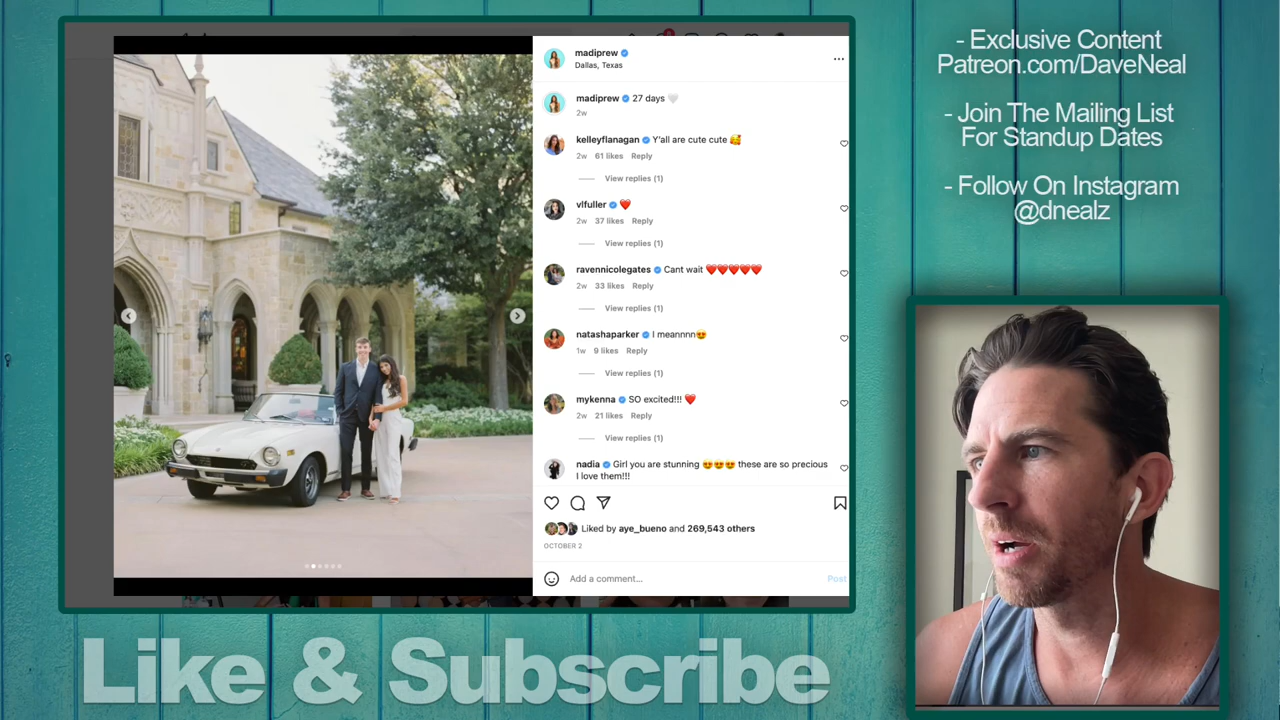 madiprew
Dallas, Texas
madiprew 27 days 🤍
2w
kelleyflanagan Y'all are cute cute 🥰
2w 61 likes Reply
View replies (1)
vlfuller ❤️
2w 37 likes Reply
View replies (1)
ravennicolegates Cant wait ❤️❤️❤️❤️❤️
2w 33 likes Reply
View replies (1)
natashaparker I meannnn😍
1w 9 likes Reply
View replies (1)
mykenna SO excited!!! ❤️
2w 21 likes Reply
View replies (1)
nadia Girl you are stunning 😍😍😍 these are so precious
I love them!!!
Liked by aye_bueno and 269,543 others
OCTOBER 2
Add a comment...
Post
- Exclusive Content
Patreon.com/DaveNeal
- Join The Mailing List
For Standup Dates
- Follow On Instagram
@dnealz
Like & Subscribe